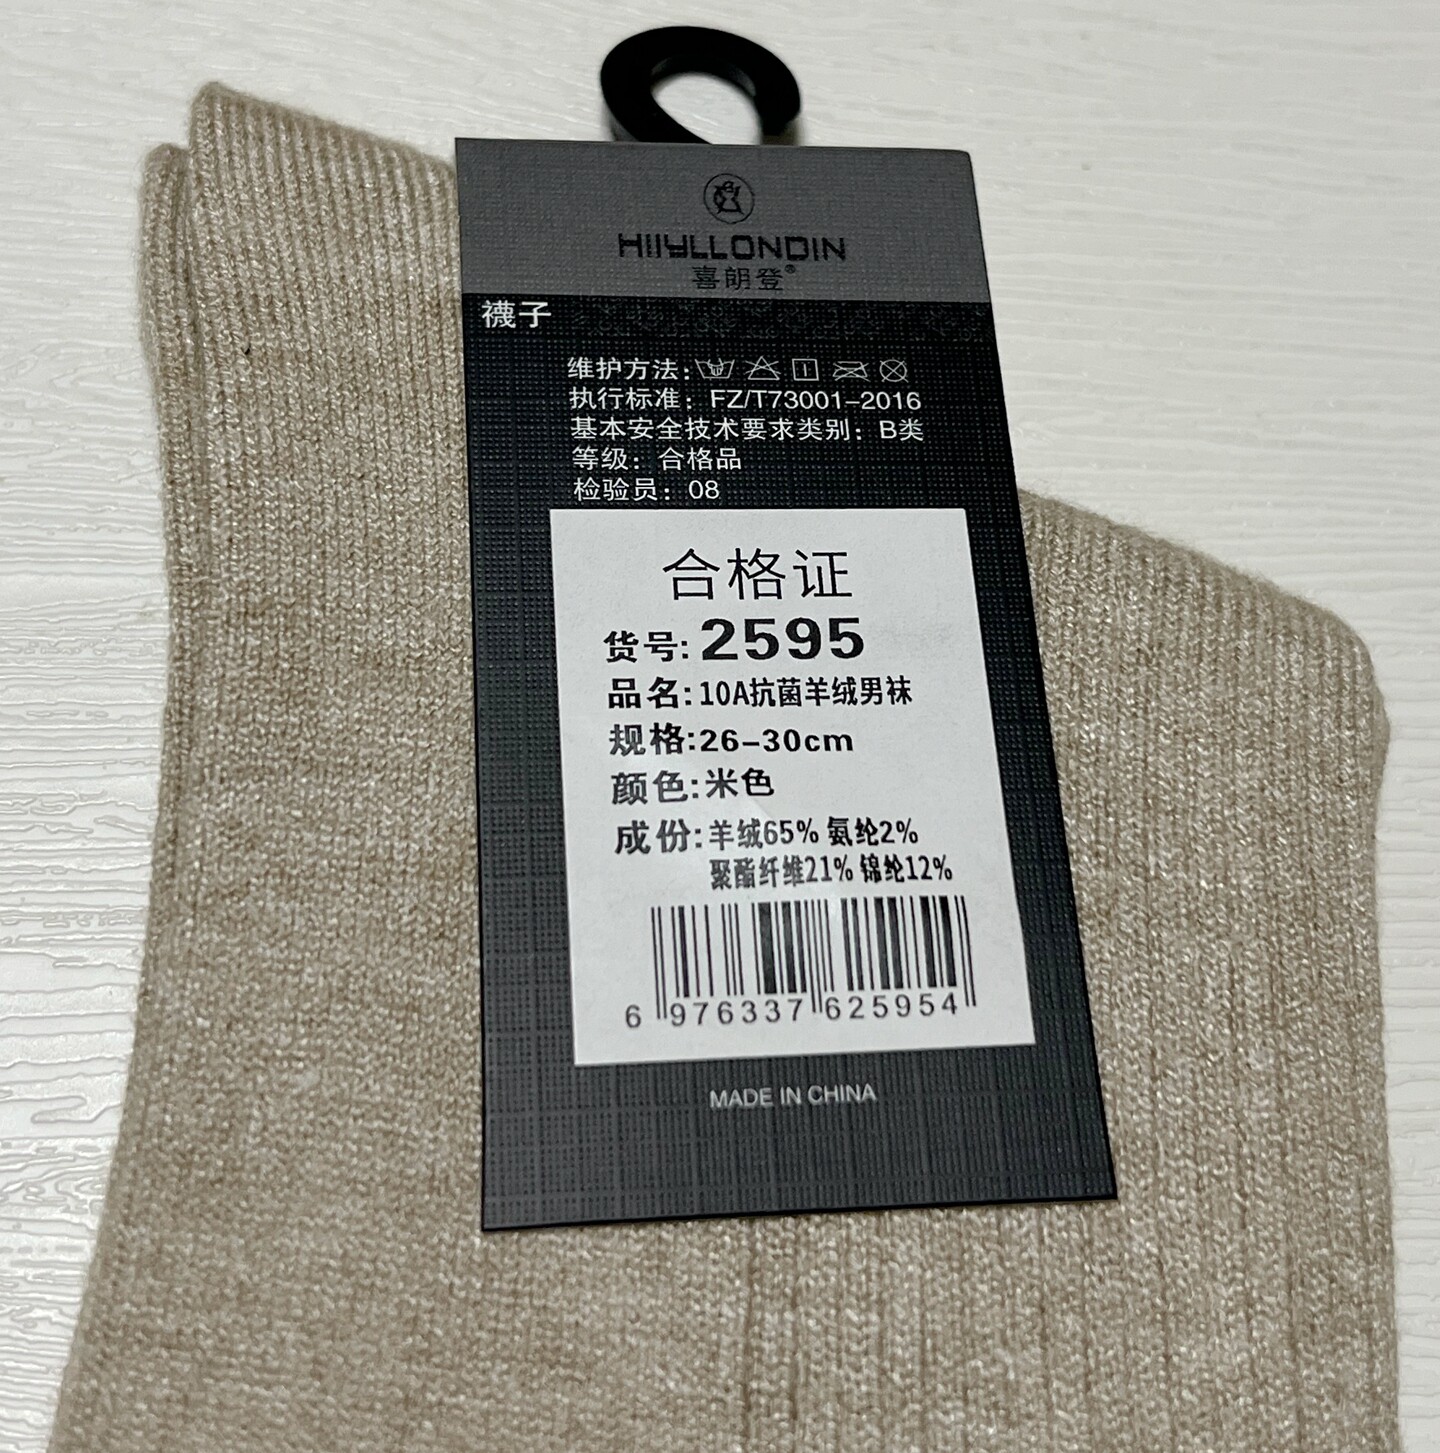 HIIYLLONDIN
喜朗登®
襪子
维护方法:
执行标准: FZ/T73001-2016
基本安全技术要求类别: B类
等级: 合格品
检验员: 08
合格证
货号: 2595
品名: 10A抗菌羊绒男袜
规格: 26-30cm
颜色: 米色
成份: 羊绒65% 氨纶2%
聚酯纤维21% 锦纶12%
6 976337 625954
MADE IN CHINA